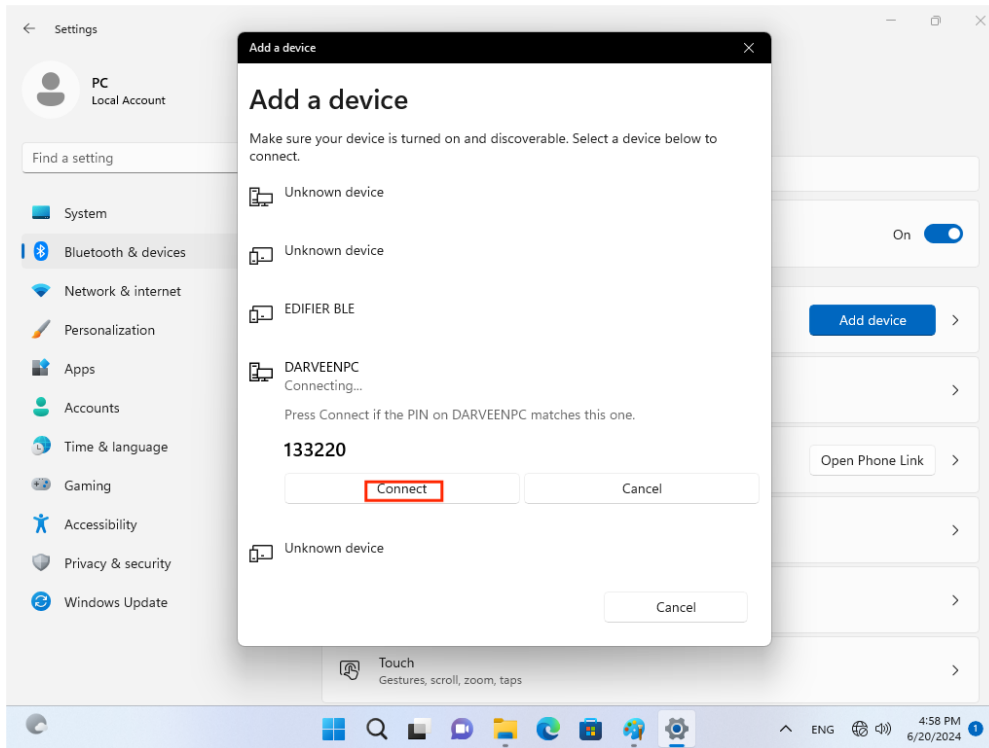 Settings
PC
Local Account
Find a setting
System
Bluetooth & devices
Network & internet
Personalization
Apps
Accounts
Time & language
Gaming
Accessibility
Privacy & security
Windows Update
Add a device
Add a device
Make sure your device is turned on and discoverable. Select a device below to
connect.
Unknown device
Unknown device
EDIFIER BLE
DARVEENPC
Connecting...
Press Connect if the PIN on DARVEENPC matches this one.
133220
Connect
Cancel
Unknown device
Cancel
On
Add device
Open Phone Link
Touch
Gestures, scroll, zoom, taps
ENG
4:58 PM
6/20/2024
1